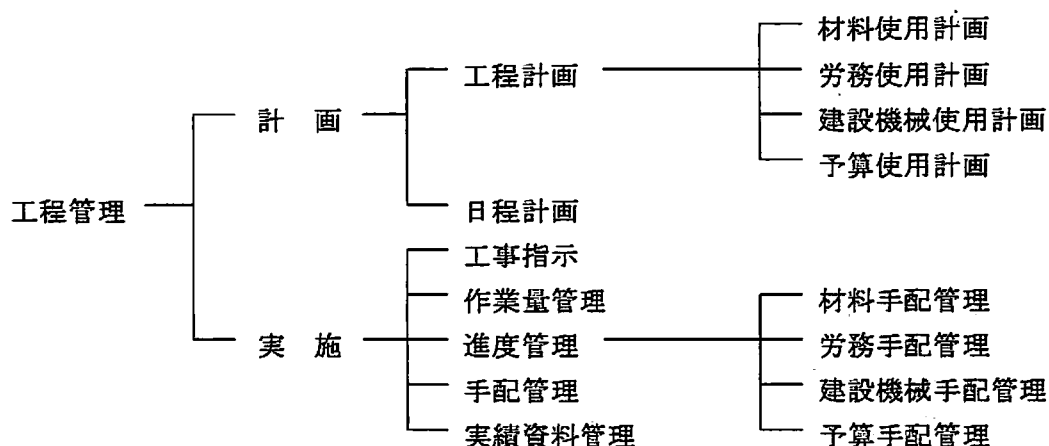 工程管理
計画
工程計画
材料使用計画
労務使用計画
建設機械使用計画
予算使用計画
日程計画
実施
工事指示
作業量管理
進度管理
材料手配管理
労務手配管理
建設機械手配管理
予算手配管理
手配管理
実績資料管理